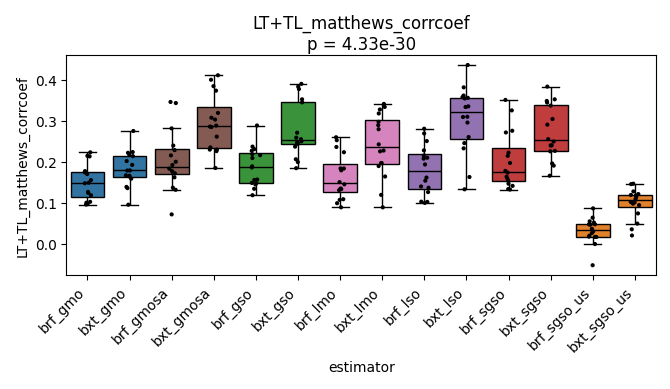 LT+TL_matthews_corrcoef
p = 4.33e-30
LT+TL_matthews_corrcoef
0.4
0.3
0.2
0.1
0.0
brf_gmo
bxt_gmo
brf_gmosa
bxt_gmosa
brf_gso
bxt_gso
brf_lmo
bxt_lmo
brf_lso
bxt_lso
brf_sgso
bxt_sgso
brf_sgso_us
bxt_sgso_us
estimator